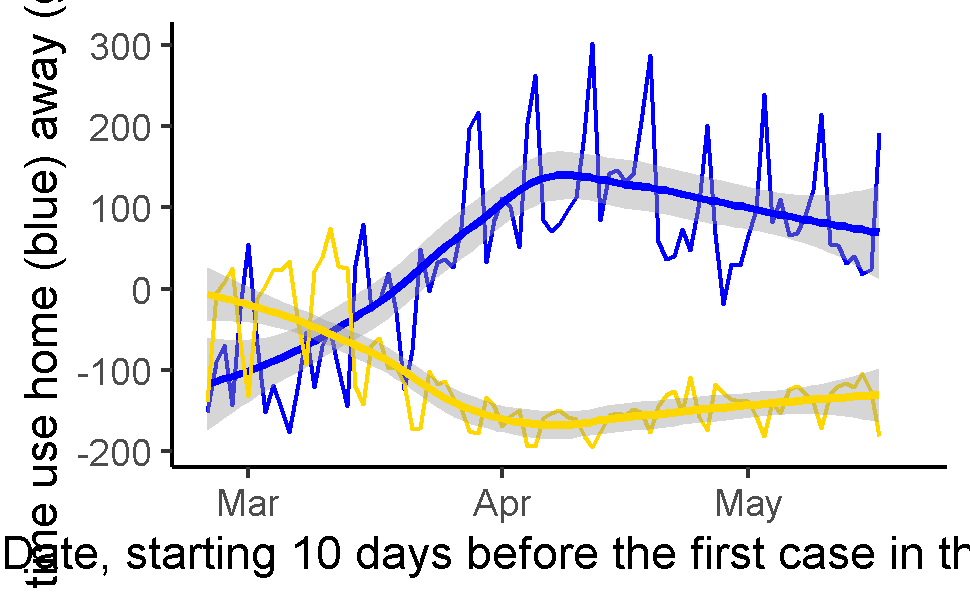 time use home (blue) away (
300
200
100
0
-100
-200
Mar Apr May
Date, starting 10 days before the first case in th